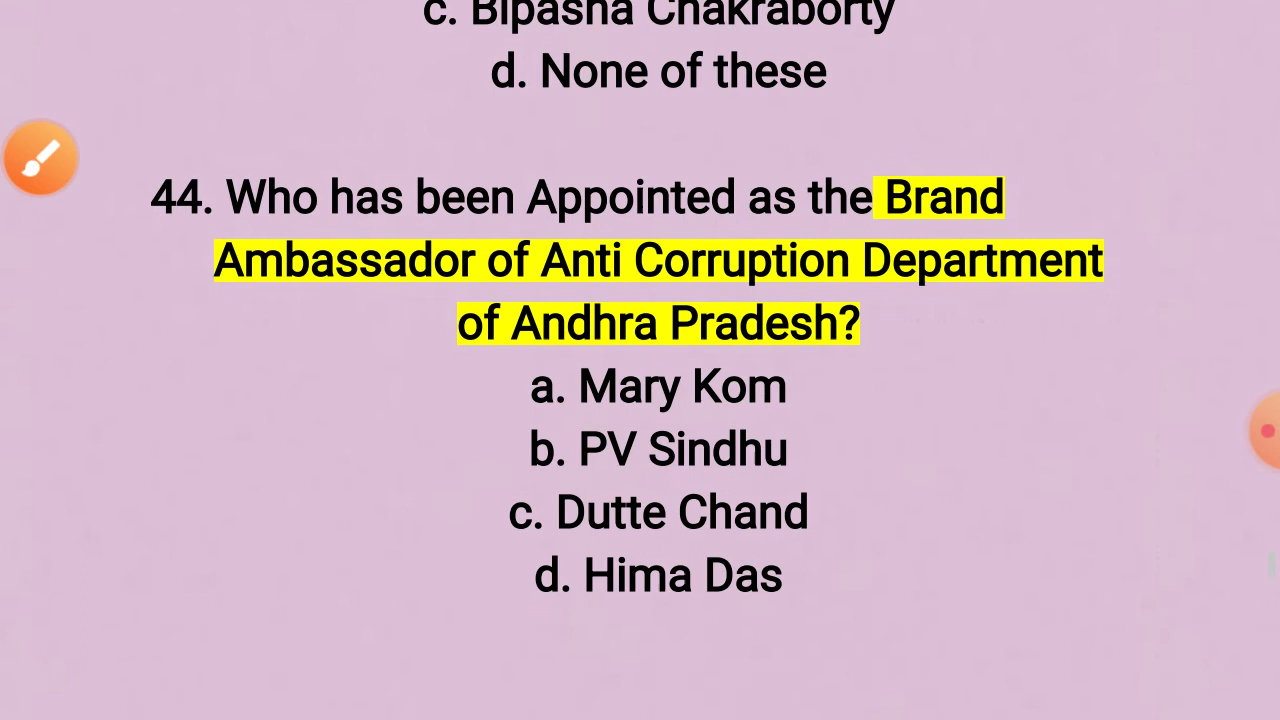 c. Bipasha Chakraborty
d. None of these
44. Who has been Appointed as the Brand
Ambassador of Anti Corruption Department
of Andhra Pradesh?
a. Mary Kom
b. PV Sindhu
c. Dutte Chand
d. Hima Das